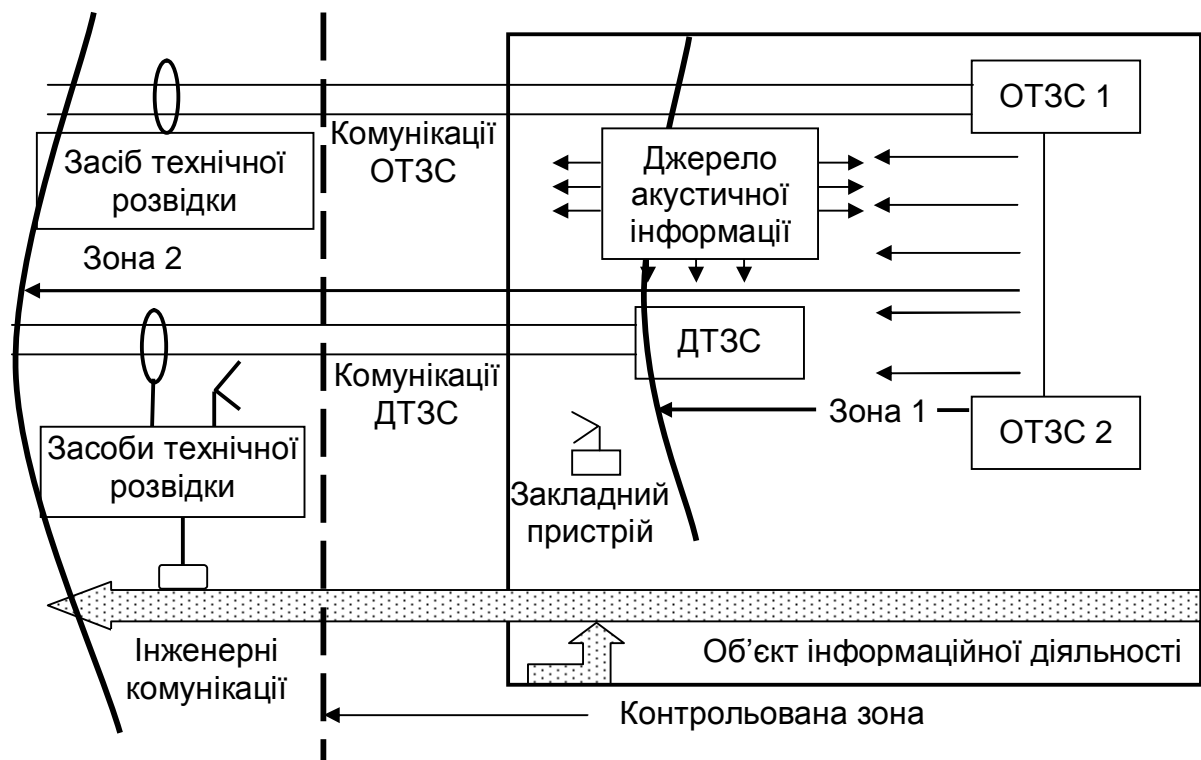 ОТЗС 1
Комунікації
ОТЗС
Засіб технічної
розвідки
Джерело
акустичної
інформації
Зона 2
ДТЗС
Комунікації
ДТЗС
Зона 1
ОТЗС 2
Засоби технічної
розвідки
Закладний
пристрій
Інженерні
комунікації
Об’єкт інформаційної діяльності
Контрольована зона